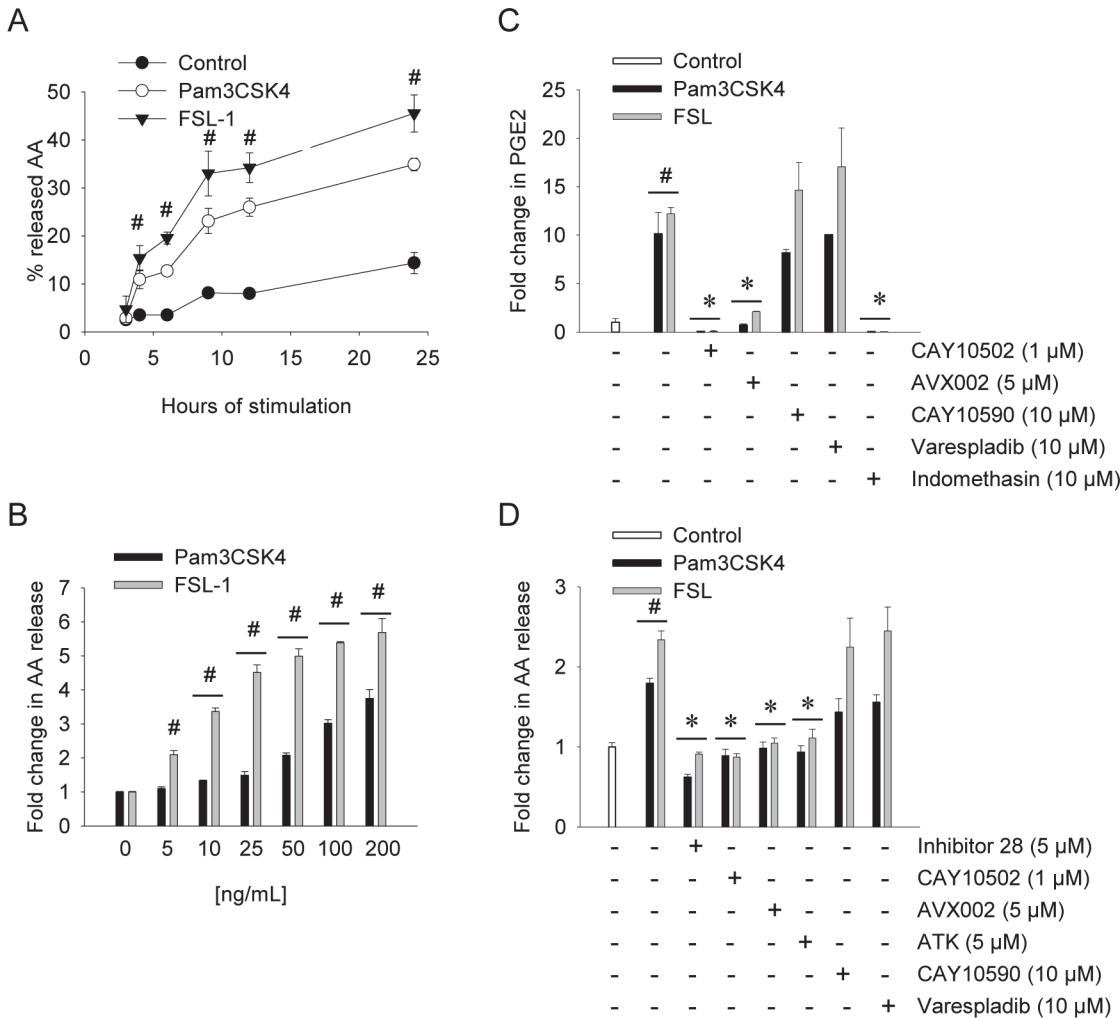 A
Control
Pam3CSK4
FSL-1
50
40
30
20
10
0
% released AA
# # # # #
0 5 10 15 20 25
Hours of stimulation
B
Pam3CSK4
FSL-1
7
6
5
4
3
2
1
0
Fold change in AA release
# # # # # #
0 5 10 25 50 100 200
[ng/mL]
C
Control
Pam3CSK4
FSL
25
20
15
10
5
0
Fold change in PGE2
# * * *
- - + - - - - CAY10502 (1 µM)
- - - + - - - AVX002 (5 µM)
- - - - + - - CAY10590 (10 µM)
- - - - - + - Varespladib (10 µM)
- - - - - - + Indomethasin (10 µM)
D
Control
Pam3CSK4
FSL
3
2
1
0
Fold change in AA release
# * * * *
- - + - - - - - Inhibitor 28 (5 µM)
- - - + - - - - CAY10502 (1 µM)
- - - - + - - - AVX002 (5 µM)
- - - - - + - - ATK (5 µM)
- - - - - - + - CAY10590 (10 µM)
- - - - - - - + Varespladib (10 µM)